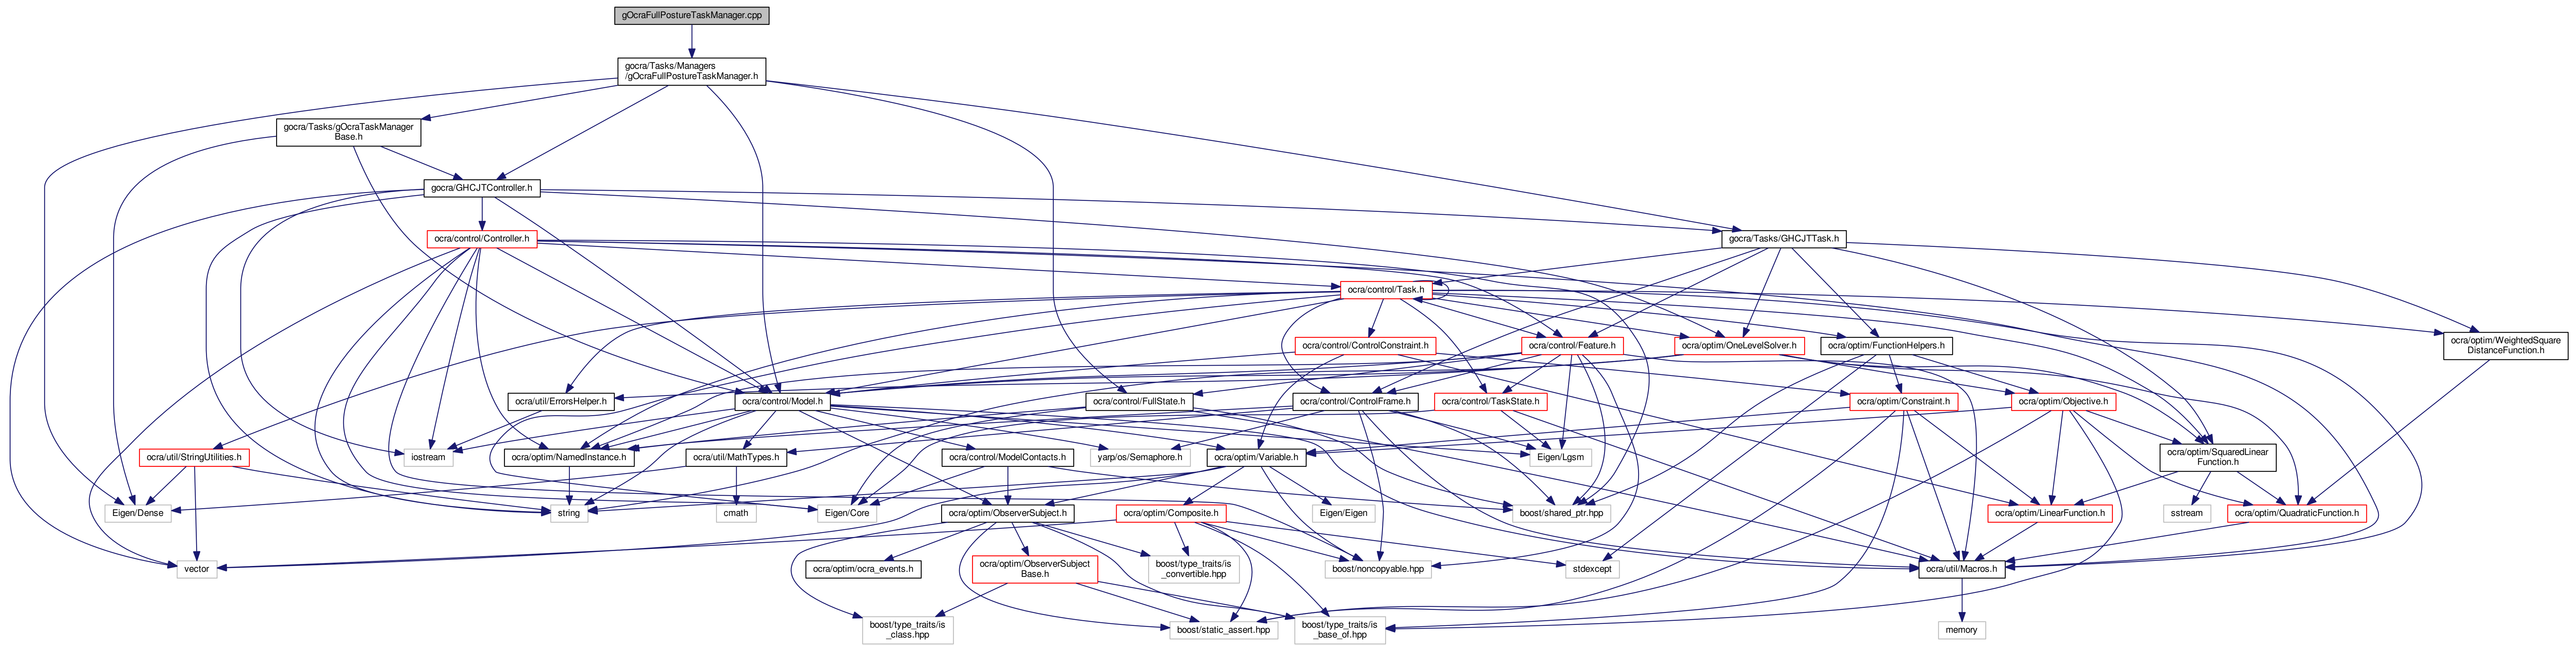 gOcraFullPostureTaskManager.cpp
gocra/Tasks/Managers
/gOcraFullPostureTaskManager.h
gocra/Tasks/gOcraTaskManager
Base.h
gocra/GHCJTController.h
ocra/control/Controller.h
gocra/Tasks/GHCJTTask.h
ocra/control/Task.h
ocra/control/ControlConstraint.h
ocra/control/Feature.h
ocra/optim/OneLevelSolver.h
ocra/optim/FunctionHelpers.h
ocra/optim/WeightedSquare
DistanceFunction.h
ocra/util/ErrorsHelper.h
ocra/control/Model.h
ocra/control/FullState.h
ocra/control/ControlFrame.h
ocra/control/TaskState.h
ocra/optim/Constraint.h
ocra/optim/Objective.h
ocra/util/StringUtilities.h
iostream
ocra/optim/NamedInstance.h
ocra/util/MathTypes.h
ocra/control/ModelContacts.h
yarp/os/Semaphore.h
ocra/optim/Variable.h
Eigen/Lgsm
ocra/optim/SquaredLinear
Function.h
Eigen/Dense
string
cmath
Eigen/Core
ocra/optim/ObserverSubject.h
ocra/optim/Composite.h
Eigen/Eigen
boost/shared_ptr.hpp
ocra/optim/LinearFunction.h
sstream
ocra/optim/QuadraticFunction.h
vector
ocra/optim/ocra_events.h
ocra/optim/ObserverSubject
Base.h
boost/type_traits/is
_convertible.hpp
boost/noncopyable.hpp
stdexcept
ocra/util/Macros.h
boost/type_traits/is
_class.hpp
boost/static_assert.hpp
boost/type_traits/is
_base_of.hpp
memory